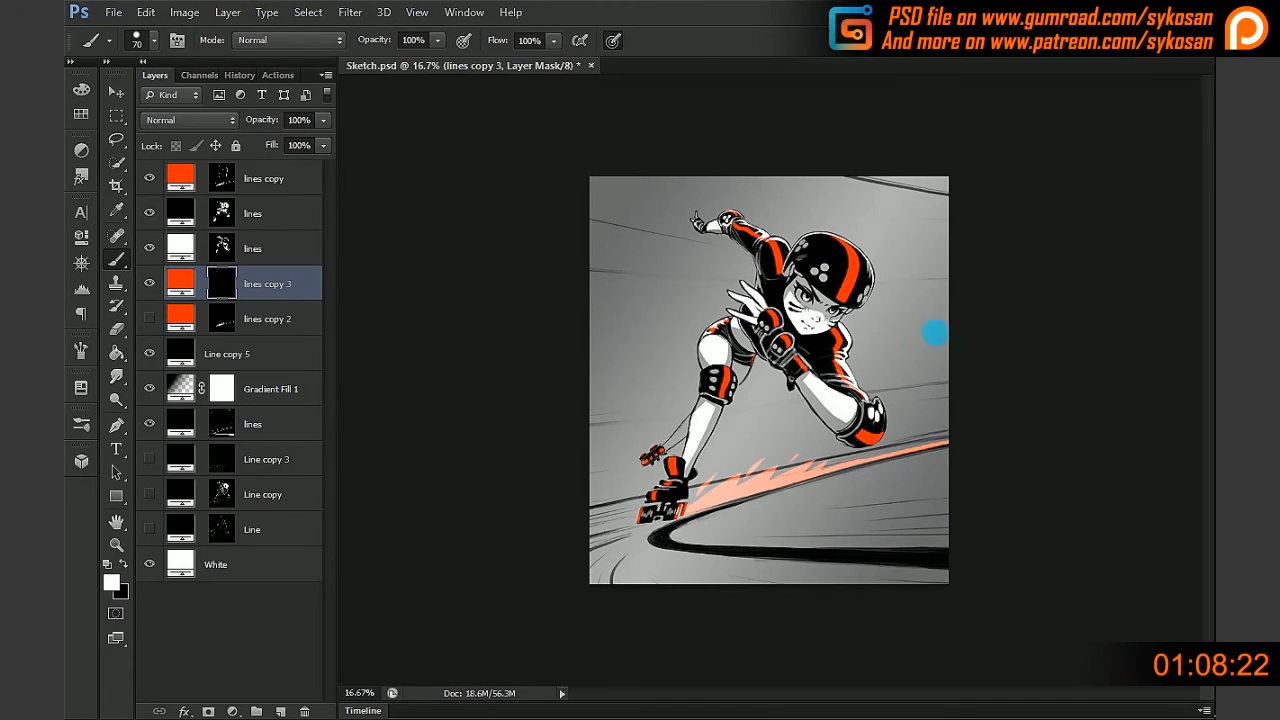 Ps File Edit Image Layer Type Select Filter 3D View Window Help
PSD file on www.gumroad.com/sykosan
And more on www.patreon.com/sykosan
70 Mode: Normal Opacity: 100% Flow: 100%
Layers Channels History Actions
Sketch.psd @ 16.7% (lines copy 3, Layer Mask/8) * ×
Kind
Normal Opacity: 100%
Lock: Fill: 100%
lines copy
lines
lines
lines copy 3
lines copy 2
Line copy 5
Gradient Fill 1
lines
Line copy 3
Line copy
Line
White
01:08:22
16.67% Doc: 18.6M/56.3M
Timeline